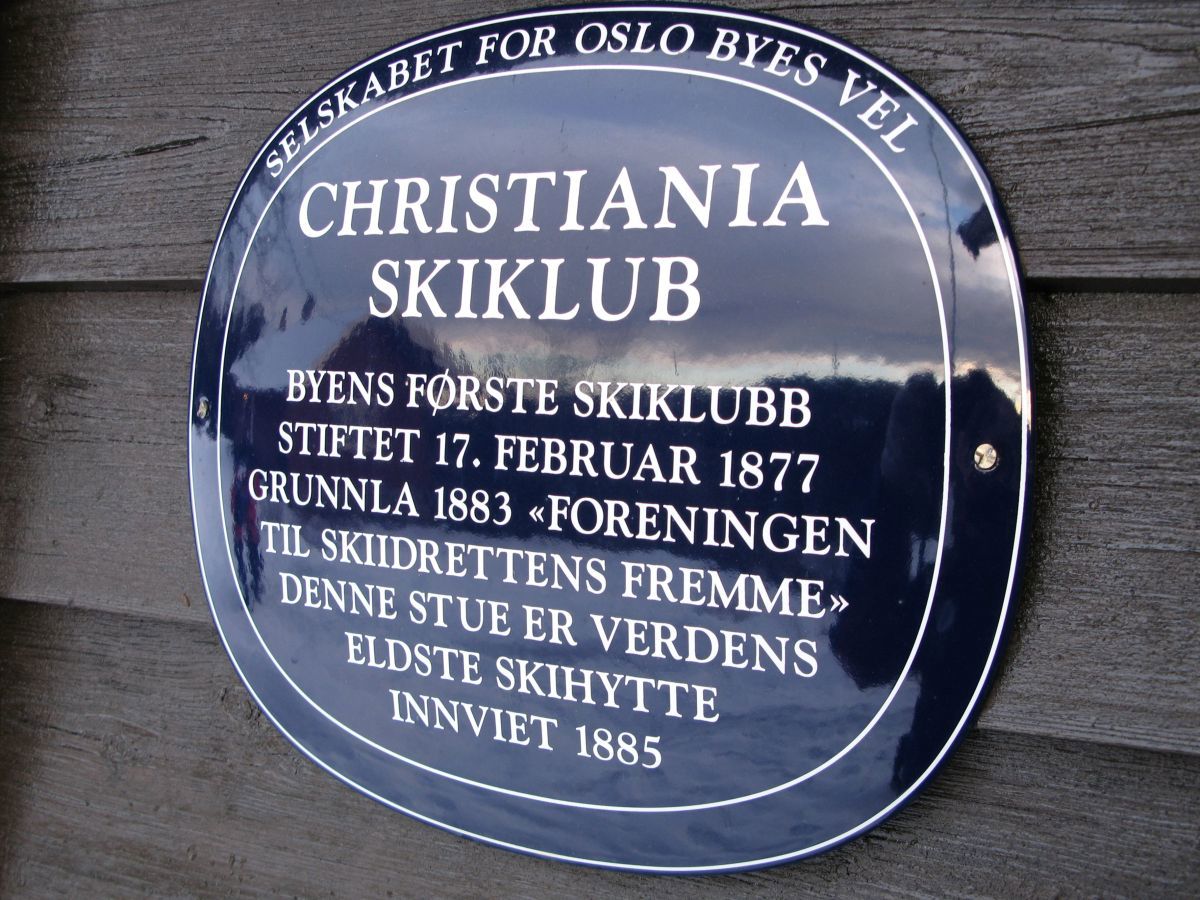 SELSKABET FOR OSLO BYES VEL
CHRISTIANIA
SKIKLUB
BYENS FØRSTE SKIKLUBB
STIFTET 17. FEBRUAR 1877
GRUNNLA 1883 «FORENINGEN
TIL SKIIDRETTENS FREMME»
DENNE STUE ER VERDENS
ELDSTE SKIHYTTE
INNVIET 1885